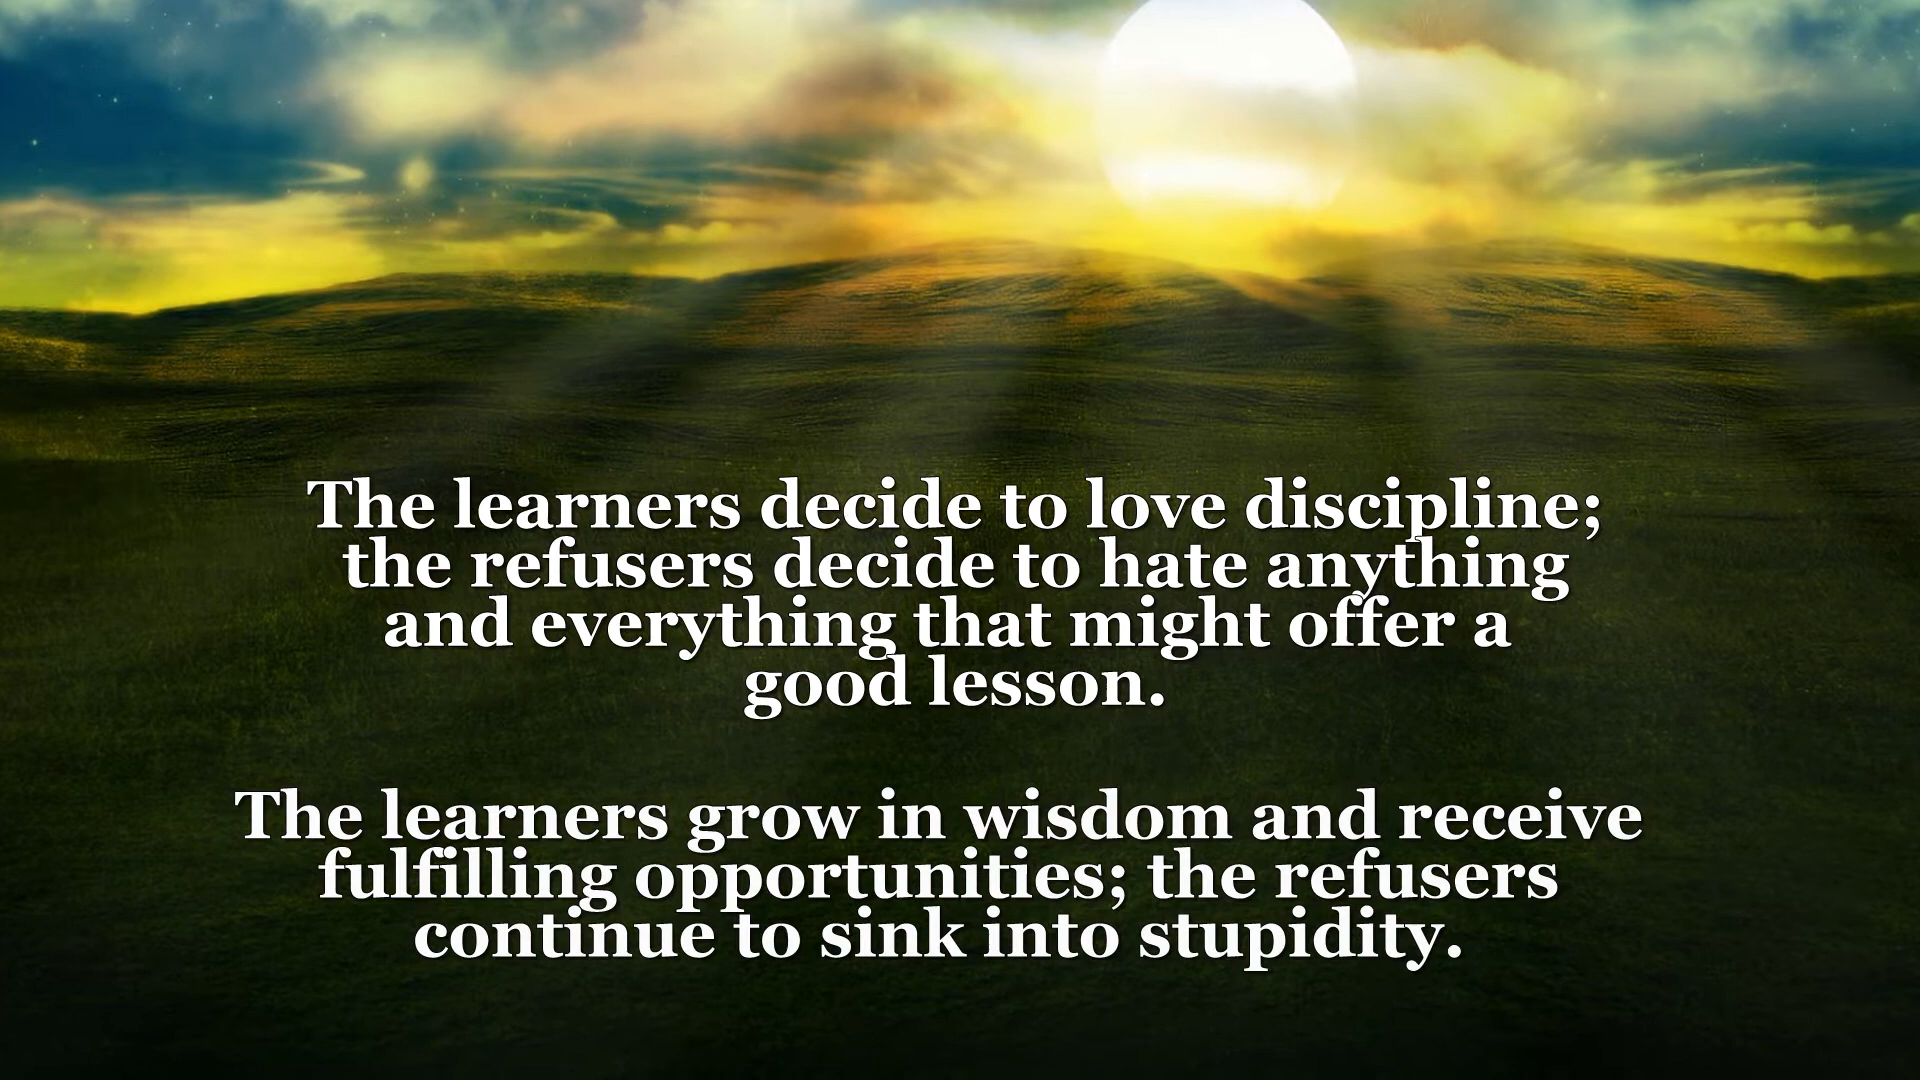 The learners decide to love discipline;
the refusers decide to hate anything
and everything that might offer a
good lesson.
The learners grow in wisdom and receive
fulfilling opportunities; the refusers
continue to sink into stupidity.